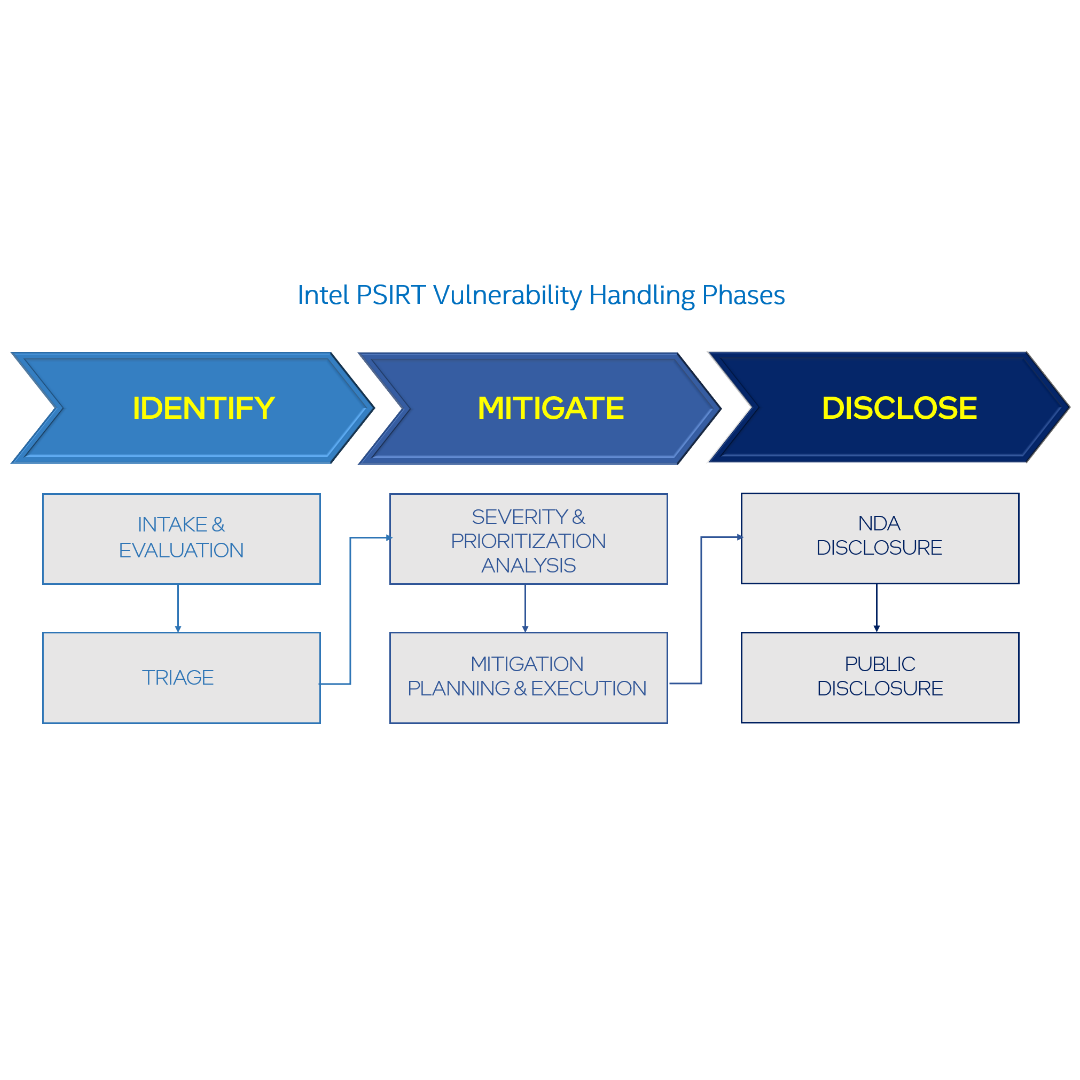 Intel PSIRT Vulnerability Handling Phases
IDENTIFY
MITIGATE
DISCLOSE
INTAKE &
EVALUATION
TRIAGE
SEVERITY &
PRIORITIZATION
ANALYSIS
MITIGATION
PLANNING & EXECUTION
NDA
DISCLOSURE
PUBLIC
DISCLOSURE